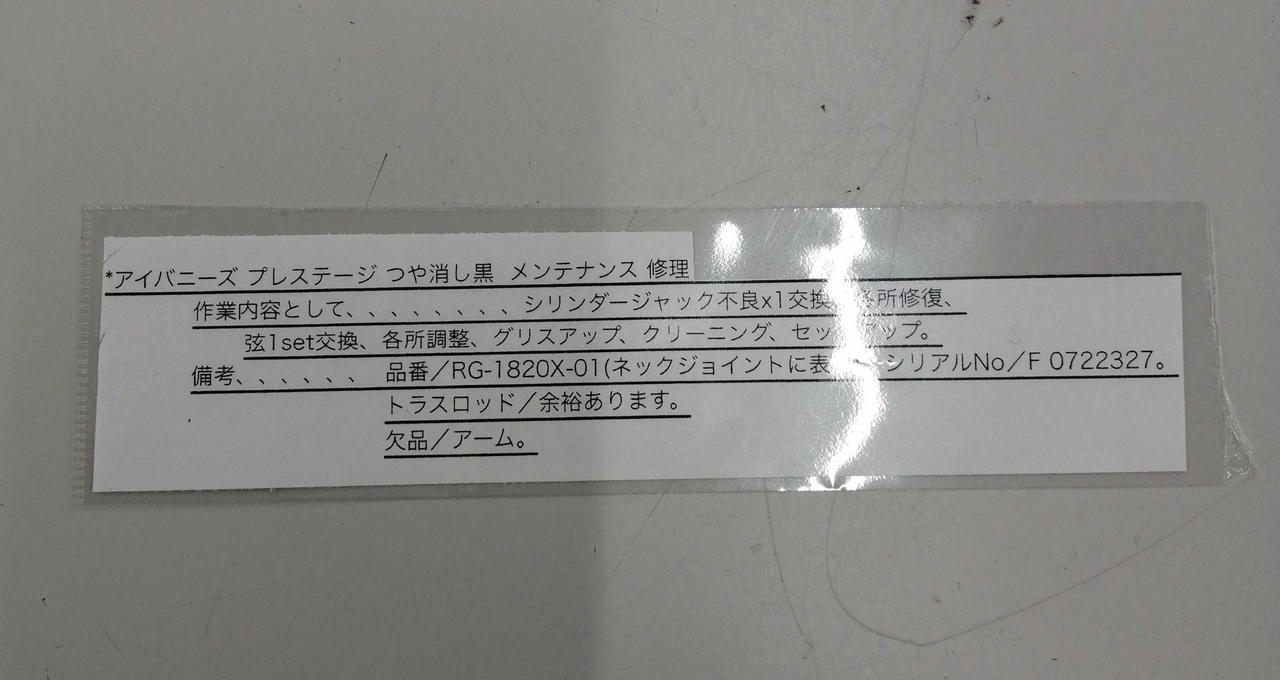 *アイバニーズ プレステージ つや消し黒 メンテナンス 修理
作業内容として、、、、、、、、シリンダージャック不良x1交換、各所修復、
弦1set交換、各所調整、グリスアップ、クリーニング、セットアップ。
備考、、、、、、 品番／RG-1820X-01(ネックジョイントに表 シリアルNo／F 0722327。
トラスロッド／余裕あります。
欠品／アーム。